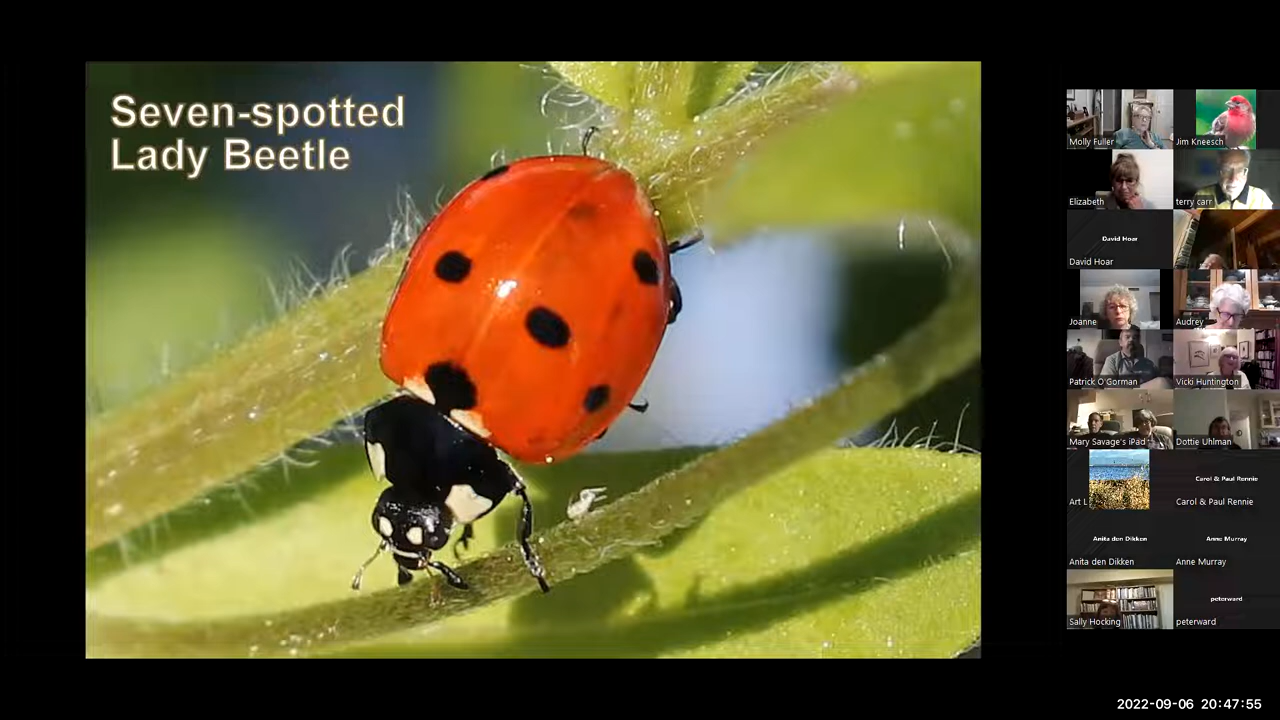 Seven-spotted
Lady Beetle
Molly Fuller
Jim Kneesch
Elizabeth
terry carr
David Hoar
David Hoar
Joanne
Audrey
Patrick O'Gorman
Vicki Huntington
Mary Savage's iPad
Dottie Uhlman
Art L
Carol & Paul Rennie
Carol & Paul Rennie
Anita den Dikken
Anne Murray
Anita den Dikken
Anne Murray
Sally Hocking
peterward
peterward
2022-09-06 20:47:55